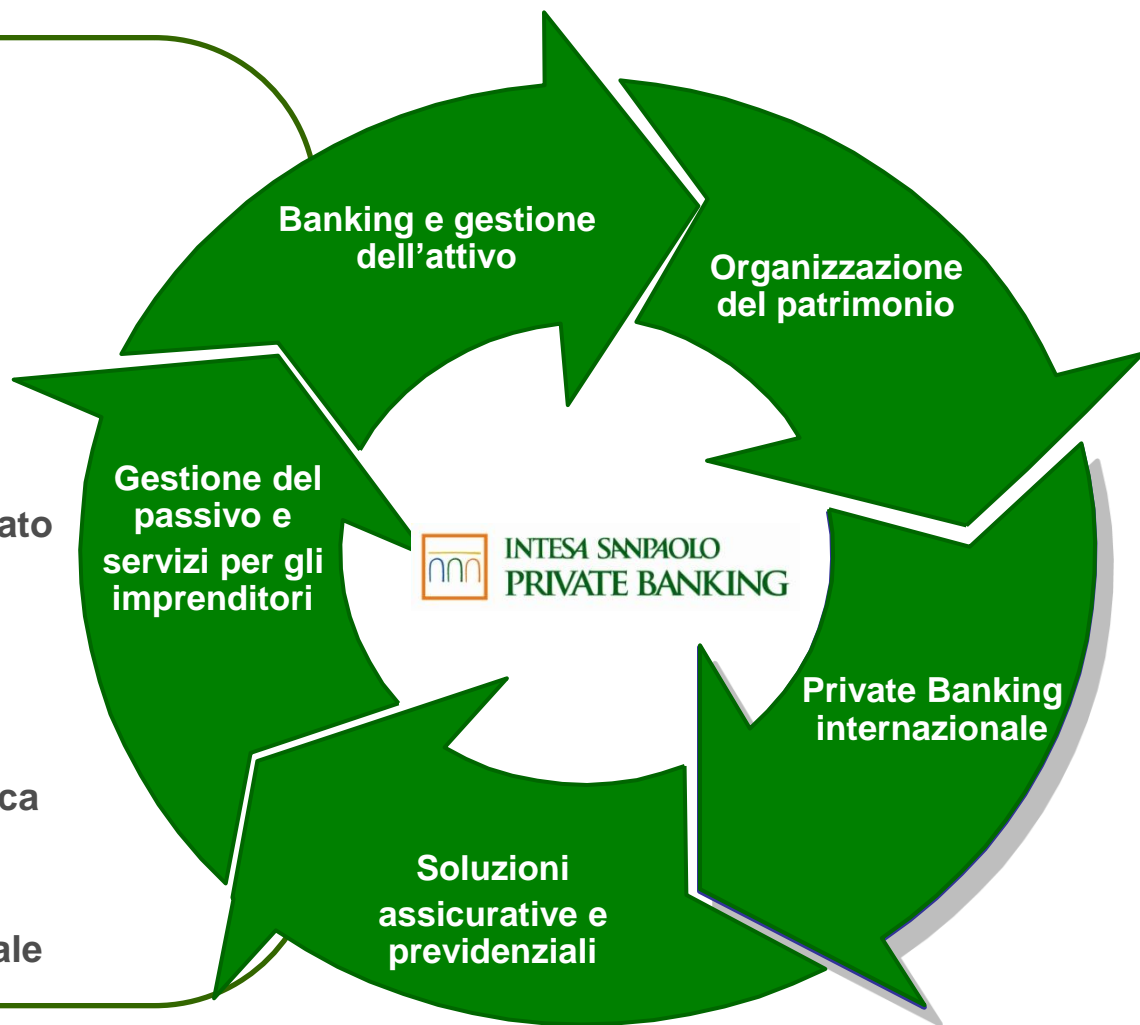 Banking e gestione
dell'attivo
Organizzazione
del patrimonio
Gestione del
passivo e
servizi per gli
imprenditori
INTESA SANPAOLO
PRIVATE BANKING
Private Banking
internazionale
Soluzioni
assicurative e
previdenziali